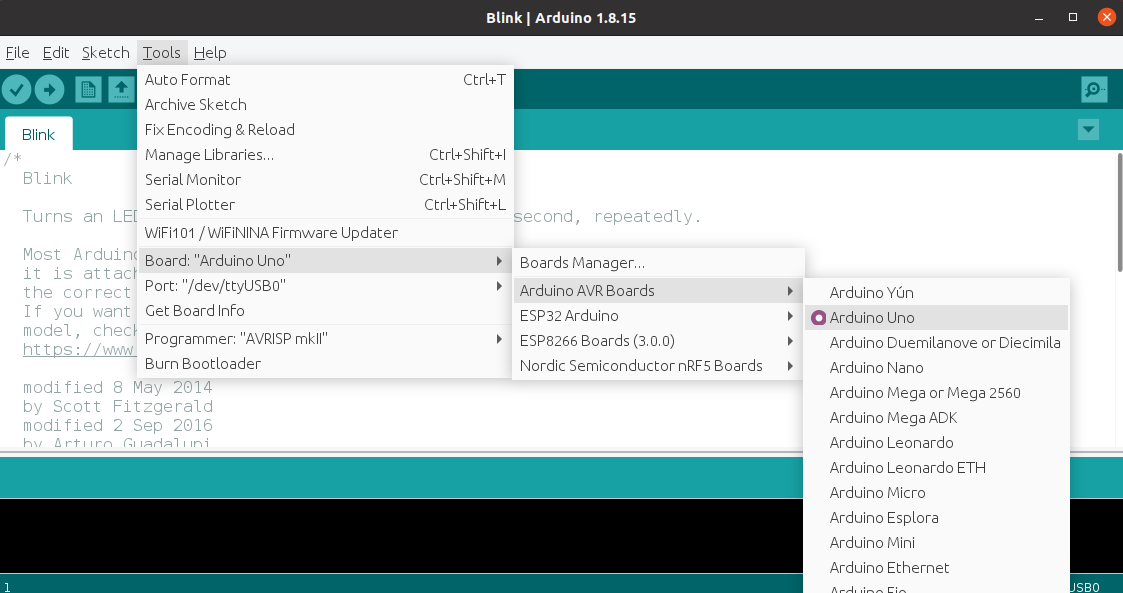 Blink | Arduino 1.8.15
File Edit Sketch Tools Help
Auto Format Ctrl+T
Archive Sketch
Fix Encoding & Reload
Manage Libraries... Ctrl+Shift+I
Serial Monitor Ctrl+Shift+M
Serial Plotter Ctrl+Shift+L
WiFi101 / WiFiNINA Firmware Updater
Board: "Arduino Uno"
Port: "/dev/ttyUSB0"
Get Board Info
Programmer: "AVRISP mkII"
Burn Bootloader
Boards Manager...
Arduino AVR Boards
ESP32 Arduino
ESP8266 Boards (3.0.0)
Nordic Semiconductor nRF5 Boards
Arduino Yún
Arduino Uno
Arduino Duemilanove or Diecimila
Arduino Nano
Arduino Mega or Mega 2560
Arduino Mega ADK
Arduino Leonardo
Arduino Leonardo ETH
Arduino Micro
Arduino Esplora
Arduino Mini
Arduino Ethernet
Arduino Fio
Blink
/*
Blink
Turns an LED second, repeatedly.
Most Arduino
it is attach
the correct
If you want
model, check
https://www
modified 8 May 2014
by Scott Fitzgerald
modified 2 Sep 2016
by Arturo Guadalupi
1
USB0